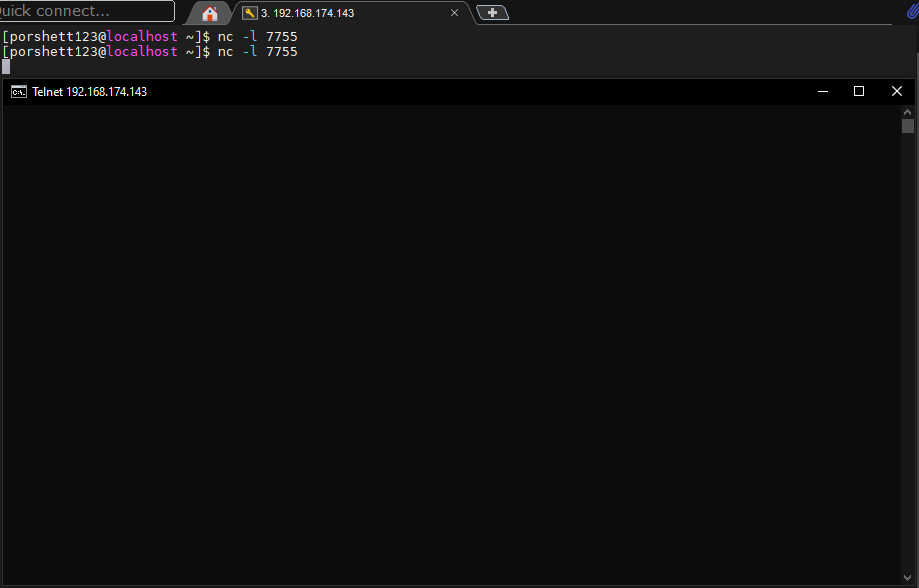 uick connect...
3. 192.168.174.143
[porshett123@localhost ~]$ nc -l 7755
[porshett123@localhost ~]$ nc -l 7755
C:\. Telnet 192.168.174.143